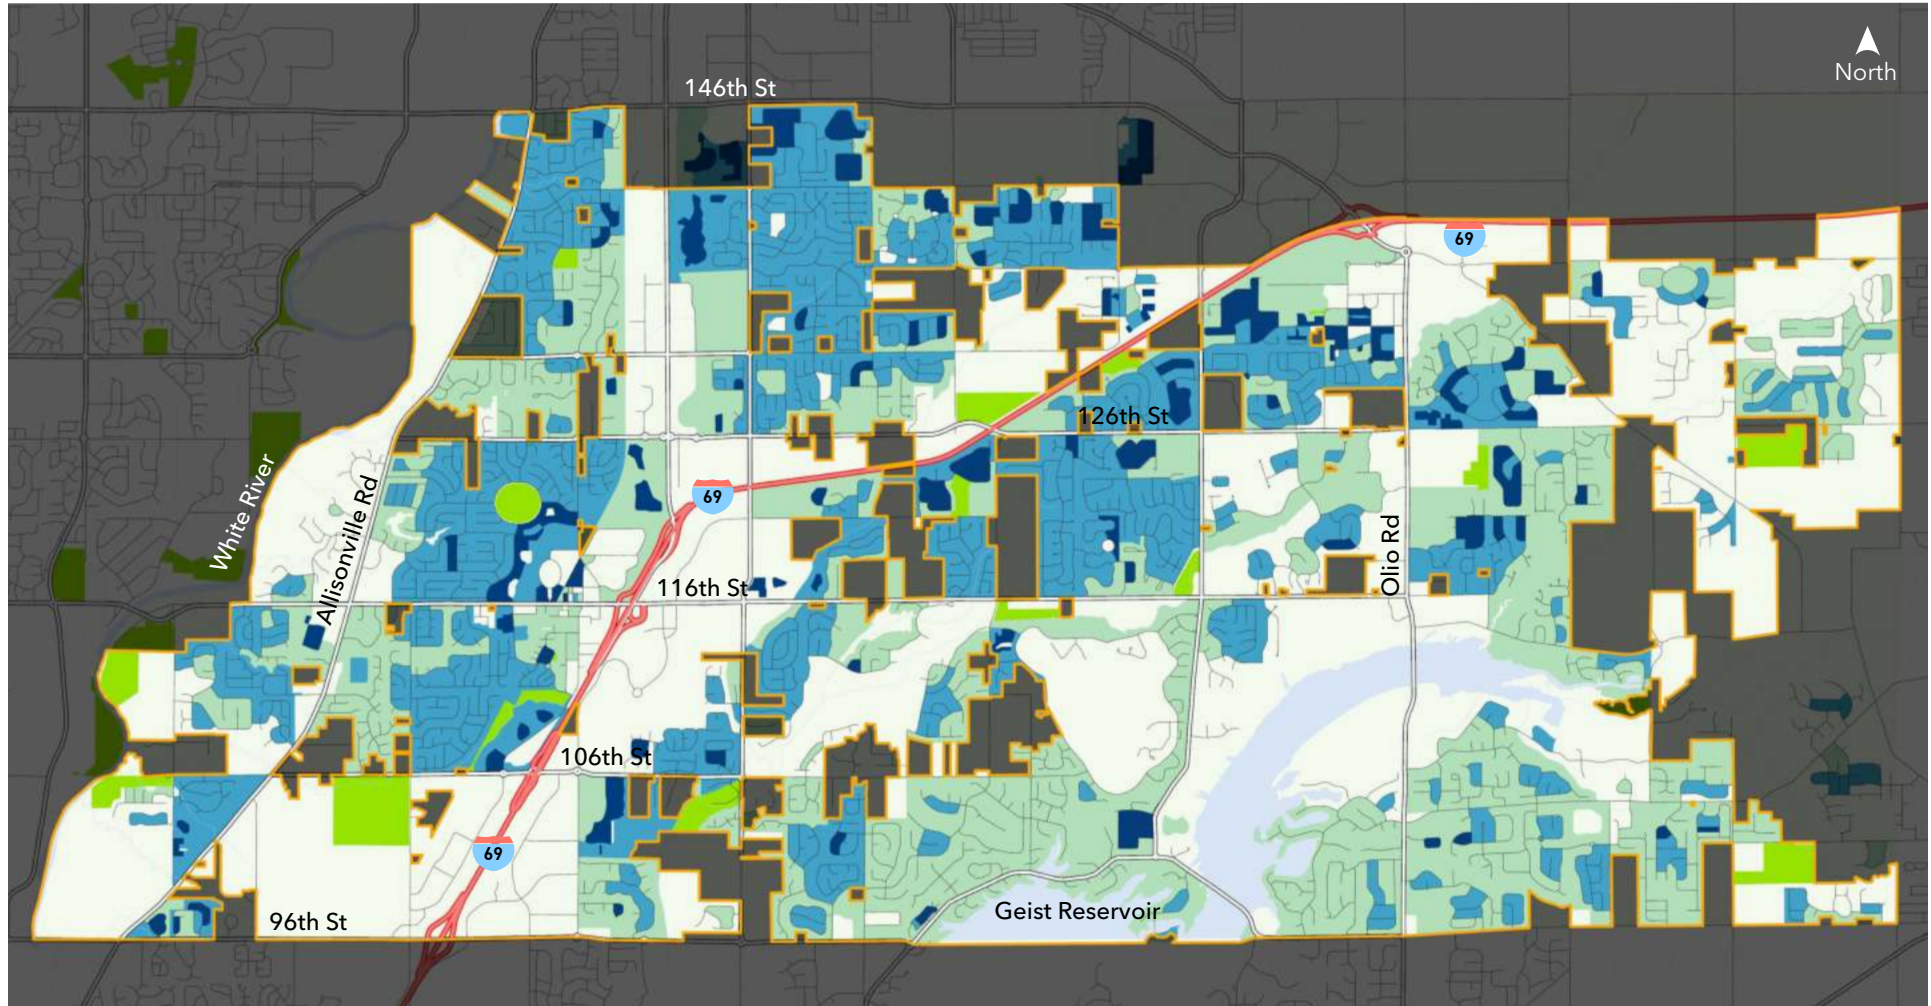 146th St
North
69
126th St
69
White River
Allisonville Rd
Olio Rd
116th St
106th St
69
Geist Reservoir
96th St